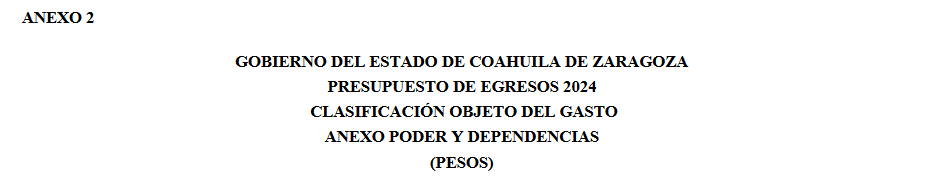 ANEXO 2
GOBIERNO DEL ESTADO DE COAHUILA DE ZARAGOZA
PRESUPUESTO DE EGRESOS 2024
CLASIFICACIÓN OBJETO DEL GASTO
ANEXO PODER Y DEPENDENCIAS
(PESOS)